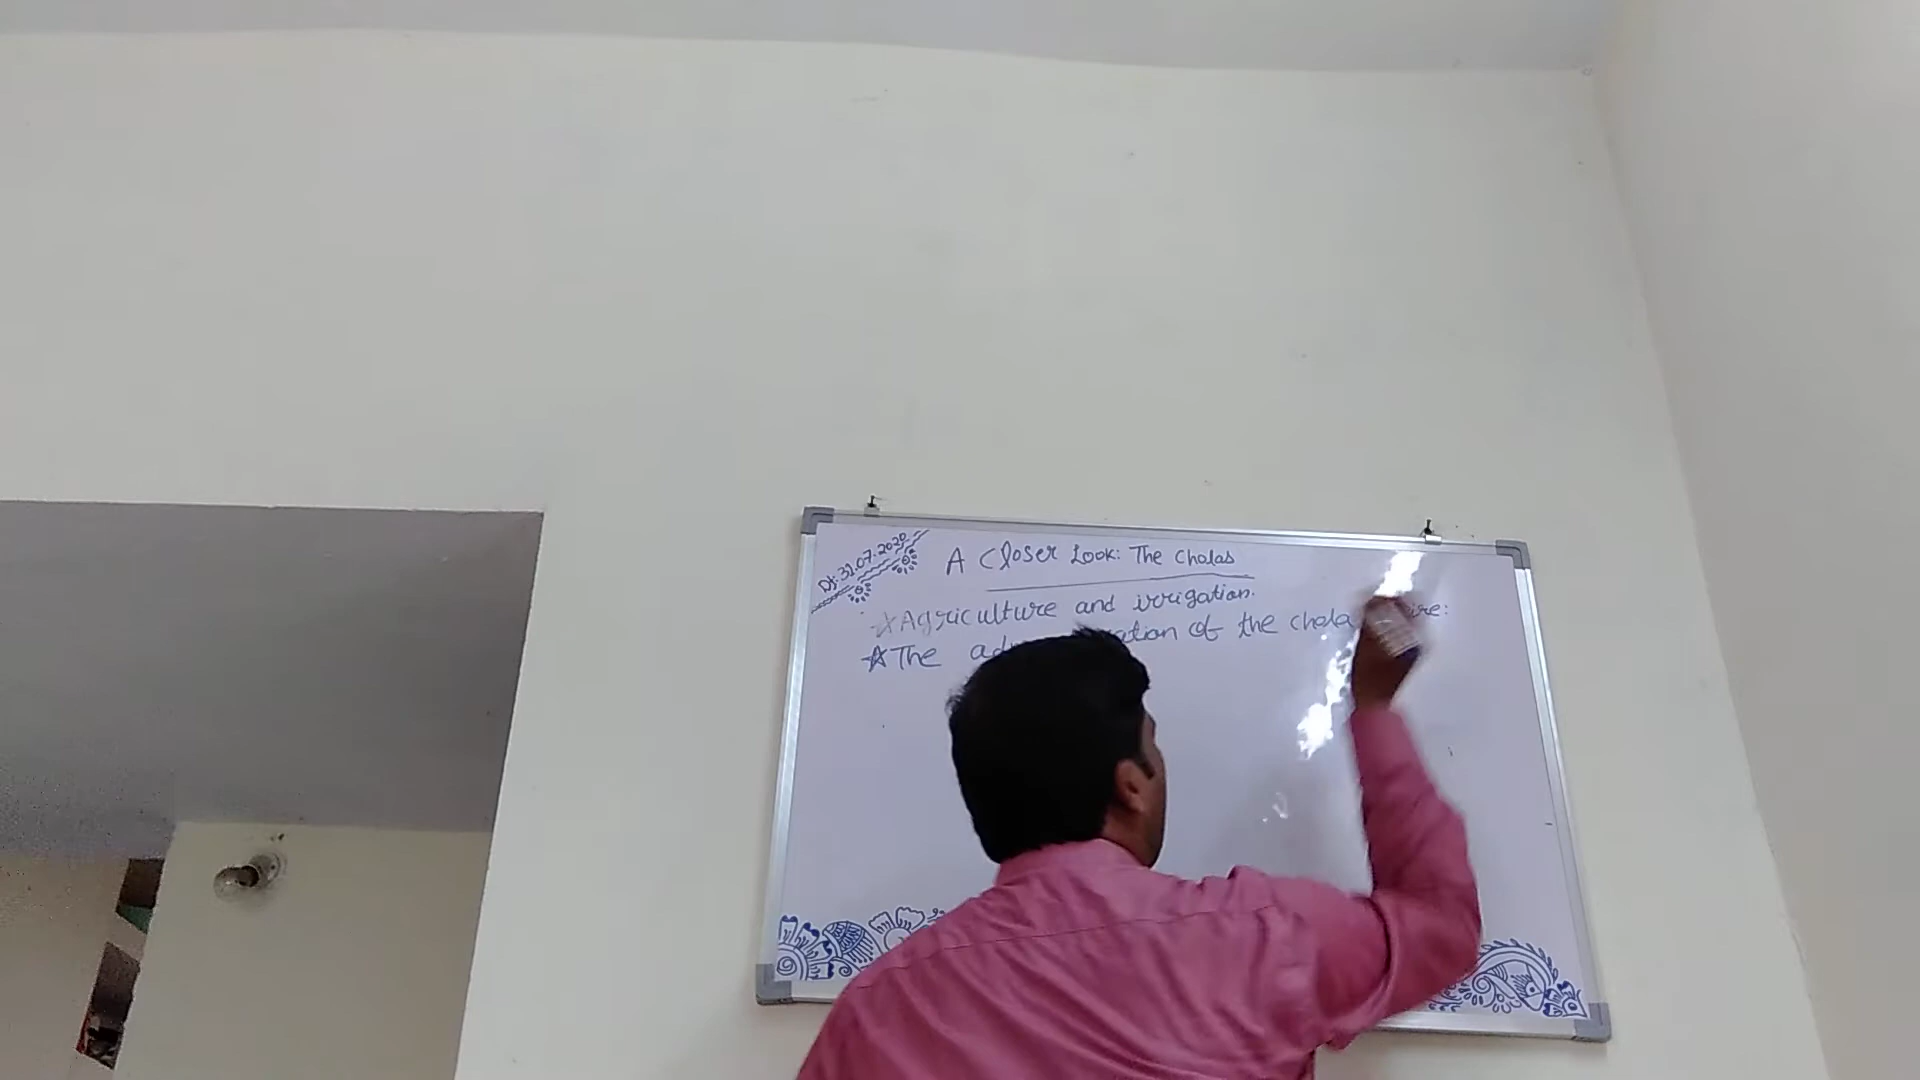 Dt: 31.07.2020
A Closer Look: The Cholas
Agriculture and irrigation.
The of the chola